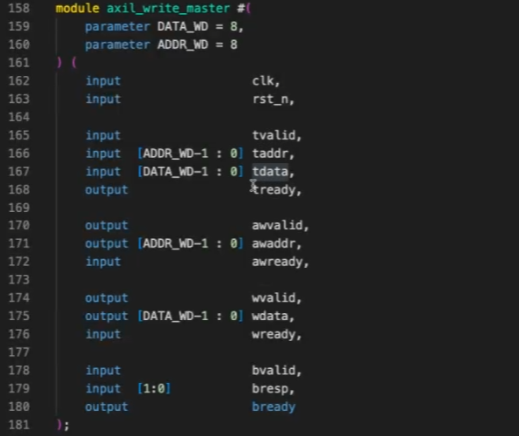 158 module axil_write_master #(
159     parameter DATA_WD = 8,
160     parameter ADDR_WD = 8
161 ) (
162     input                   clk,
163     input                   rst_n,
164
165     input                   tvalid,
166     input  [ADDR_WD-1 : 0] taddr,
167     input  [DATA_WD-1 : 0] tdata,
168     output                  tready,
169
170     output                  awvalid,
171     output [ADDR_WD-1 : 0] awaddr,
172     input                   awready,
173
174     output                  wvalid,
175     output [DATA_WD-1 : 0] wdata,
176     input                   wready,
177
178     input                   bvalid,
179     input  [1:0]            bresp,
180     output                  bready
181 );